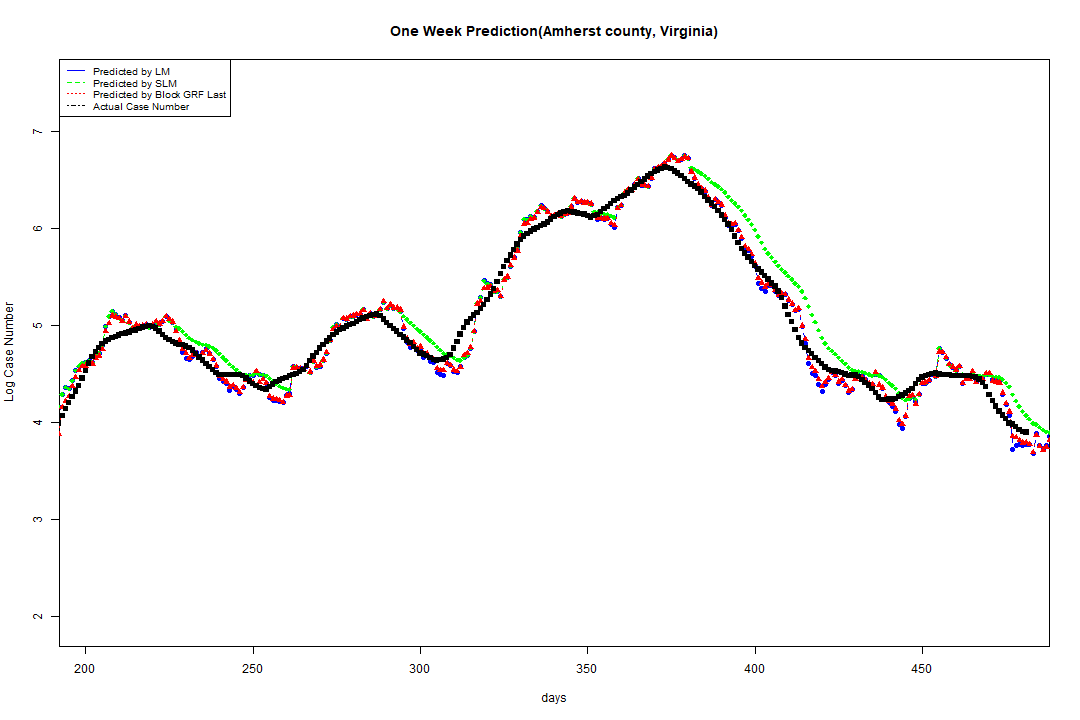 One Week Prediction(Amherst county, Virginia)
Predicted by LM
Predicted by SLM
Predicted by Block GRF Last
Actual Case Number
7
6
5
4
3
2
Log Case Number
200 250 300 350 400 450
days